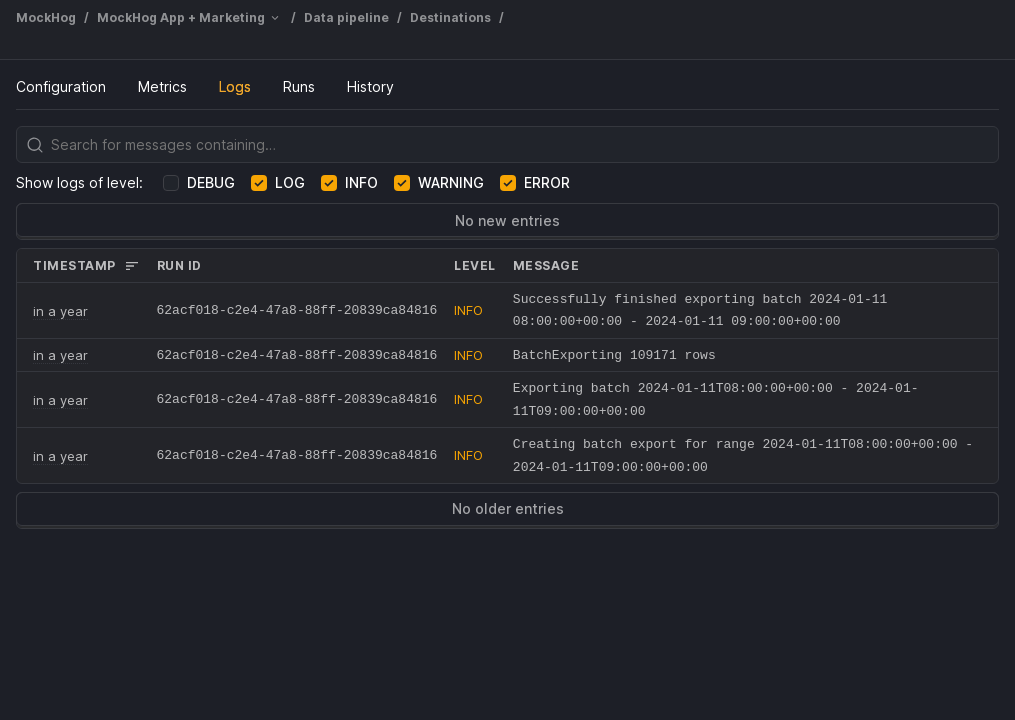 MockHog / MockHog App + Marketing / Data pipeline / Destinations /
Configuration Metrics Logs Runs History
Search for messages containing…
Show logs of level: DEBUG LOG INFO WARNING ERROR
No new entries
TIMESTAMP RUN ID LEVEL MESSAGE
in a year 62acf018-c2e4-47a8-88ff-20839ca84816 INFO Successfully finished exporting batch 2024-01-11
08:00:00+00:00 - 2024-01-11 09:00:00+00:00
in a year 62acf018-c2e4-47a8-88ff-20839ca84816 INFO BatchExporting 109171 rows
in a year 62acf018-c2e4-47a8-88ff-20839ca84816 INFO Exporting batch 2024-01-11T08:00:00+00:00 - 2024-01-
11T09:00:00+00:00
in a year 62acf018-c2e4-47a8-88ff-20839ca84816 INFO Creating batch export for range 2024-01-11T08:00:00+00:00 -
2024-01-11T09:00:00+00:00
No older entries